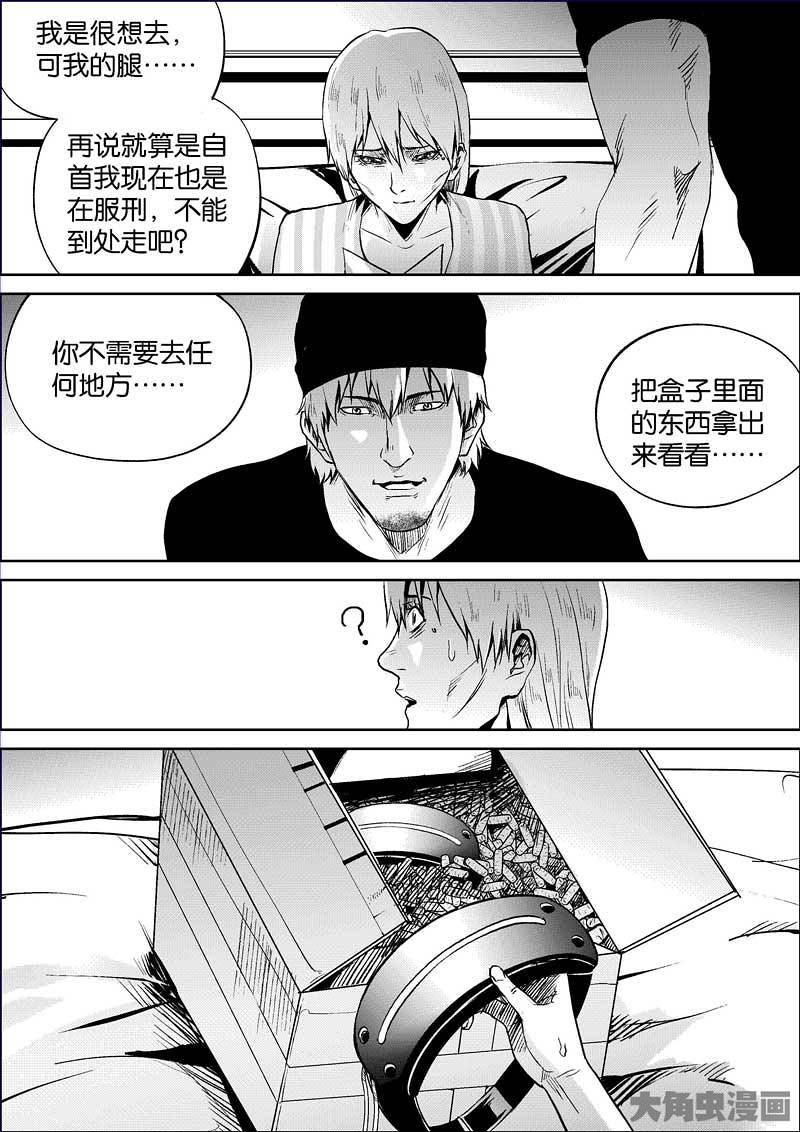 我是很想去，
可我的腿……
再说就算是自
首我现在也是
在服刑，不能
到处走吧？
你不需要去任
何地方……
把盒子里面
的东西拿出
来看看……
？
大角虫漫画